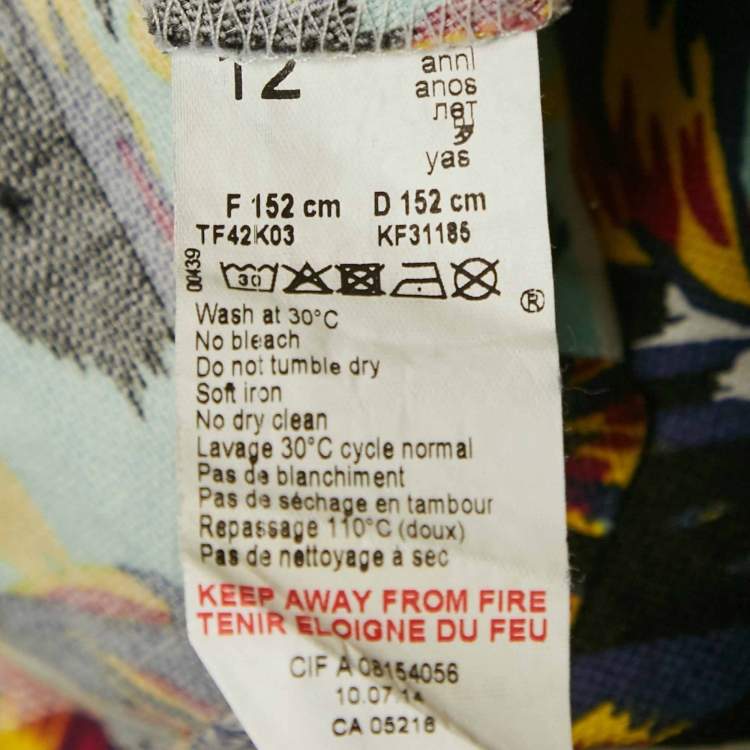 12
anni
anos
лет
yas
F 152 cm D 152 cm
TF42K03 KF31185
00439
30
®
Wash at 30°C
No bleach
Do not tumble dry
Soft iron
No dry clean
Lavage 30°C cycle normal
Pas de blanchiment
Pas de séchage en tambour
Repassage 110°C (doux)
Pas de nettoyage à sec
KEEP AWAY FROM FIRE
TENIR ELOIGNE DU FEU
CIF A 08154056
10.07.14
CA 05218